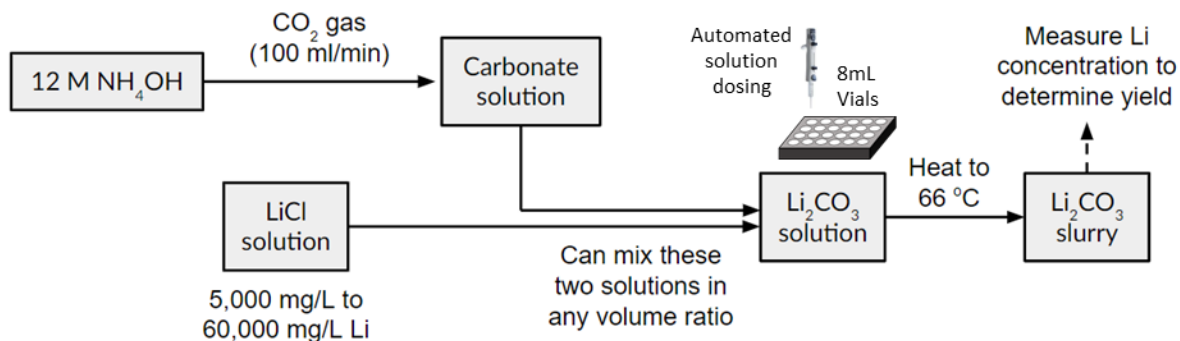 CO₂ gas
(100 ml/min)
12 M NH₄OH
Carbonate
solution
Automated
solution
dosing
8mL
Vials
Measure Li
concentration to
determine yield
LiCl
solution
Li₂CO₃
solution
Heat to
66 ºC
Li₂CO₃
slurry
5,000 mg/L to
60,000 mg/L Li
Can mix these
two solutions in
any volume ratio